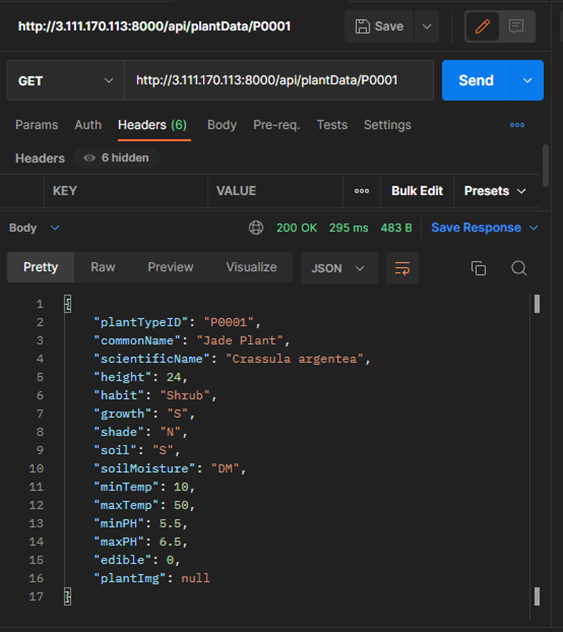 http://3.111.170.113:8000/api/plantData/P0001 Save
GET http://3.111.170.113:8000/api/plantData/P0001 Send
Params Auth Headers (6) Body Pre-req. Tests Settings
Headers 6 hidden
KEY VALUE Bulk Edit Presets
Body 200 OK 295 ms 483 B Save Response
Pretty Raw Preview Visualize JSON
1 {
2 "plantTypeID": "P0001",
3 "commonName": "Jade Plant",
4 "scientificName": "Crassula argentea",
5 "height": 24,
6 "habit": "Shrub",
7 "growth": "S",
8 "shade": "N",
9 "soil": "S",
10 "soilMoisture": "DM",
11 "minTemp": 10,
12 "maxTemp": 50,
13 "minPH": 5.5,
14 "maxPH": 6.5,
15 "edible": 0,
16 "plantImg": null
17 }